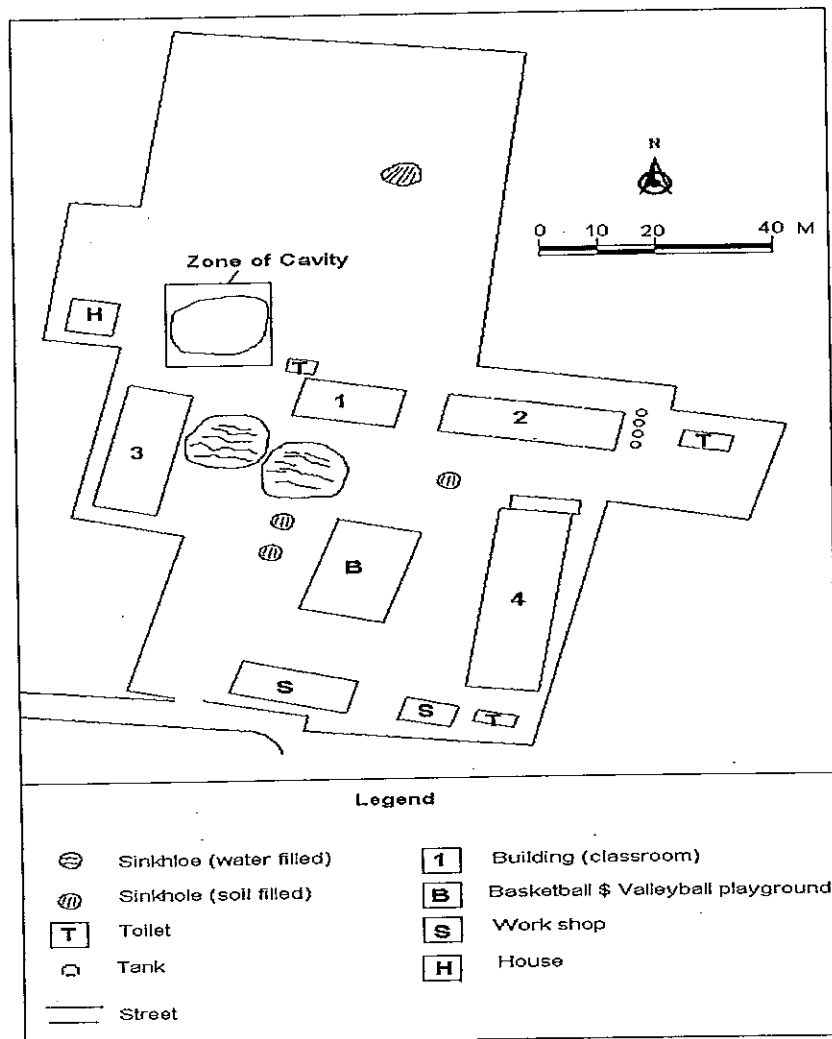 N
0 10 20 40 M
Zone of Cavity
H
T
1
2
T
3
B
4
S
S
T
Legend
Sinkhloe (water filled)
Sinkhole (soil filled)
T Toilet
Tank
Street
1 Building (classroom)
B Basketball $ Valleyball playground
S Work shop
H House